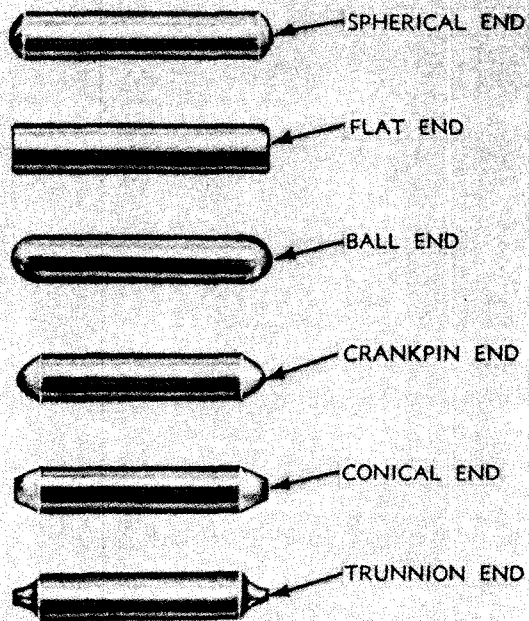 SPHERICAL END
FLAT END
BALL END
CRANKPIN END
CONICAL END
TRUNNION END